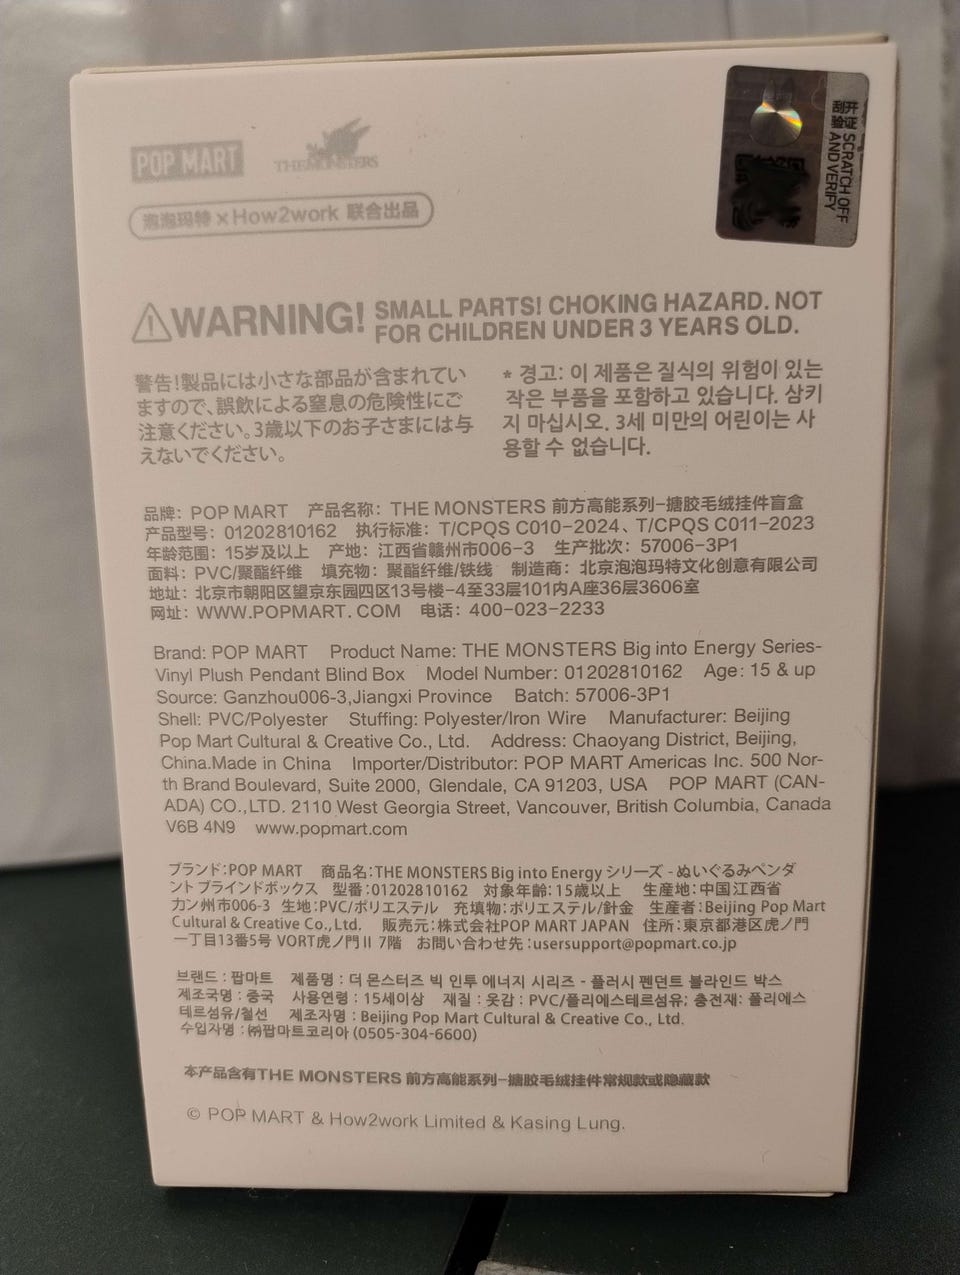 POP MART
THE MONSTERS
泡泡玛特×How2work 联合出品
开启刮验
SCRATCH OFF
AND VERIFY
WARNING! SMALL PARTS! CHOKING HAZARD. NOT
FOR CHILDREN UNDER 3 YEARS OLD.
警告!製品には小さな部品が含まれてい
ますので、誤飲による窒息の危険性にご
注意ください。3歳以下のお子さまには与
えないでください。
* 경고: 이 제품은 질식의 위험이 있는
작은 부품을 포함하고 있습니다. 삼키
지 마십시오. 3세 미만의 어린이는 사
용할 수 없습니다.
品牌: POP MART 产品名称: THE MONSTERS 前方高能系列-搪胶毛绒挂件盲盒
产品型号: 01202810162 执行标准: T/CPQS C010-2024、T/CPQS C011-2023
年龄范围: 15岁及以上 产地: 江西省赣州市006-3 生产批次: 57006-3P1
面料: PVC/聚酯纤维 填充物: 聚酯纤维/铁线 制造商: 北京泡泡玛特文化创意有限公司
地址: 北京市朝阳区望京东园四区13号楼-4至33层101内A座36层3606室
网址: WWW.POPMART.COM 电话: 400-023-2233
Brand: POP MART Product Name: THE MONSTERS Big into Energy Series-
Vinyl Plush Pendant Blind Box Model Number: 01202810162 Age: 15 & up
Source: Ganzhou006-3,Jiangxi Province Batch: 57006-3P1
Shell: PVC/Polyester Stuffing: Polyester/Iron Wire Manufacturer: Beijing
Pop Mart Cultural & Creative Co., Ltd. Address: Chaoyang District, Beijing,
China.Made in China Importer/Distributor: POP MART Americas Inc. 500 Nor-
th Brand Boulevard, Suite 2000, Glendale, CA 91203, USA POP MART (CAN-
ADA) CO.,LTD. 2110 West Georgia Street, Vancouver, British Columbia, Canada
V6B 4N9 www.popmart.com
ブランド:POP MART 商品名:THE MONSTERS Big into Energy シリーズ - ぬいぐるみペンダ
ント ブラインドボックス 型番:01202810162 対象年齢:15歳以上 生産地:中国江西省
カン州市006-3 生地:PVC/ポリエステル 充填物:ポリエステル/針金 生産者:Beijing Pop Mart
Cultural & Creative Co.,Ltd. 販売元:株式会社POP MART JAPAN 住所:東京都港区虎ノ門
一丁目13番5号 VORT虎ノ門Ⅱ 7階 お問い合わせ先:usersupport@popmart.co.jp
브랜드 : 팝마트 제품명 : 더 몬스터즈 빅 인투 에너지 시리즈 - 플러시 펜던트 블라인드 박스
제조국명 : 중국 사용연령 : 15세이상 재질 : 옷감 : PVC/폴리에스테르섬유; 충전재: 폴리에스
테르섬유/철선 제조자명 : Beijing Pop Mart Cultural & Creative Co., Ltd.
수입자명 : ㈜팝마트코리아 (0505-304-6600)
本产品含有THE MONSTERS 前方高能系列-搪胶毛绒挂件常规款或隐藏款
© POP MART & How2work Limited & Kasing Lung.